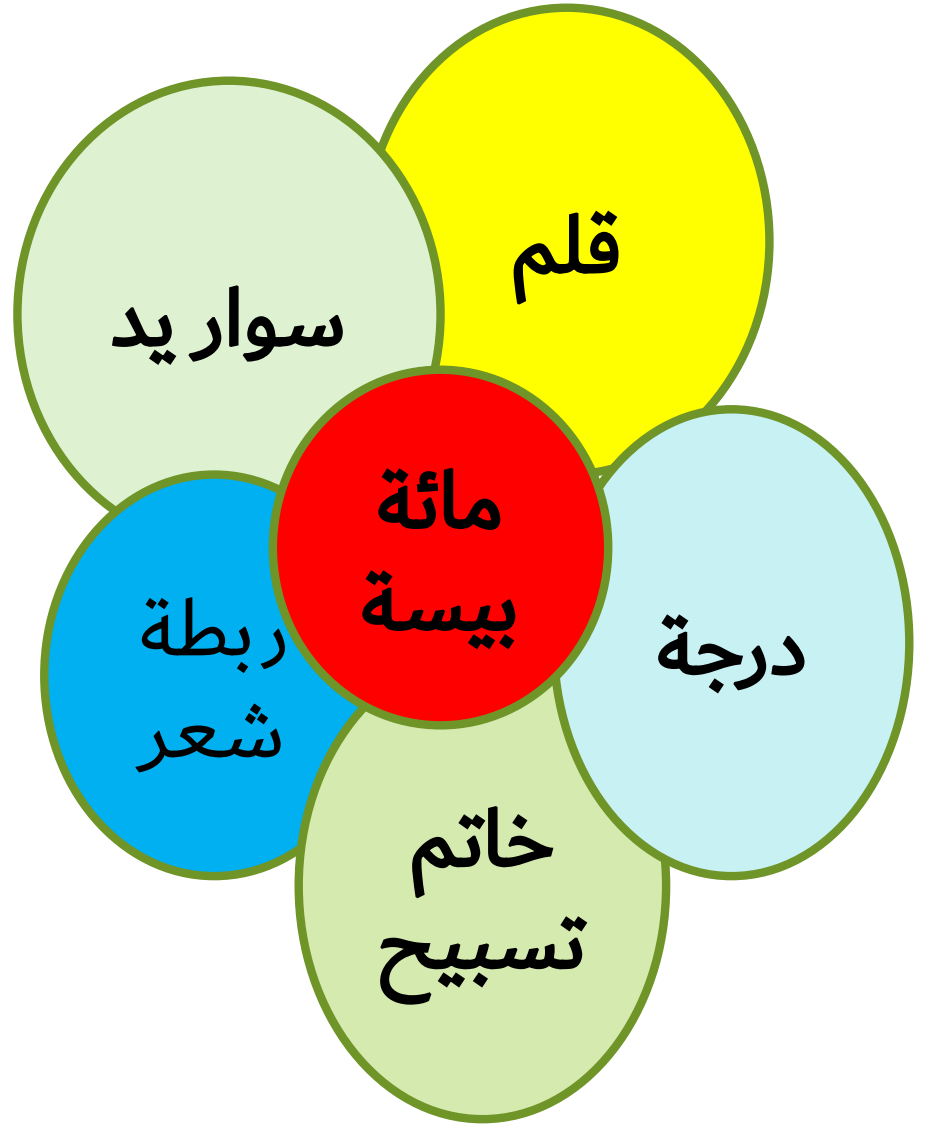 قلم
سوار يد
مائة
بيسة
درجة
ربطة
شعر
خاتم
تسبيح